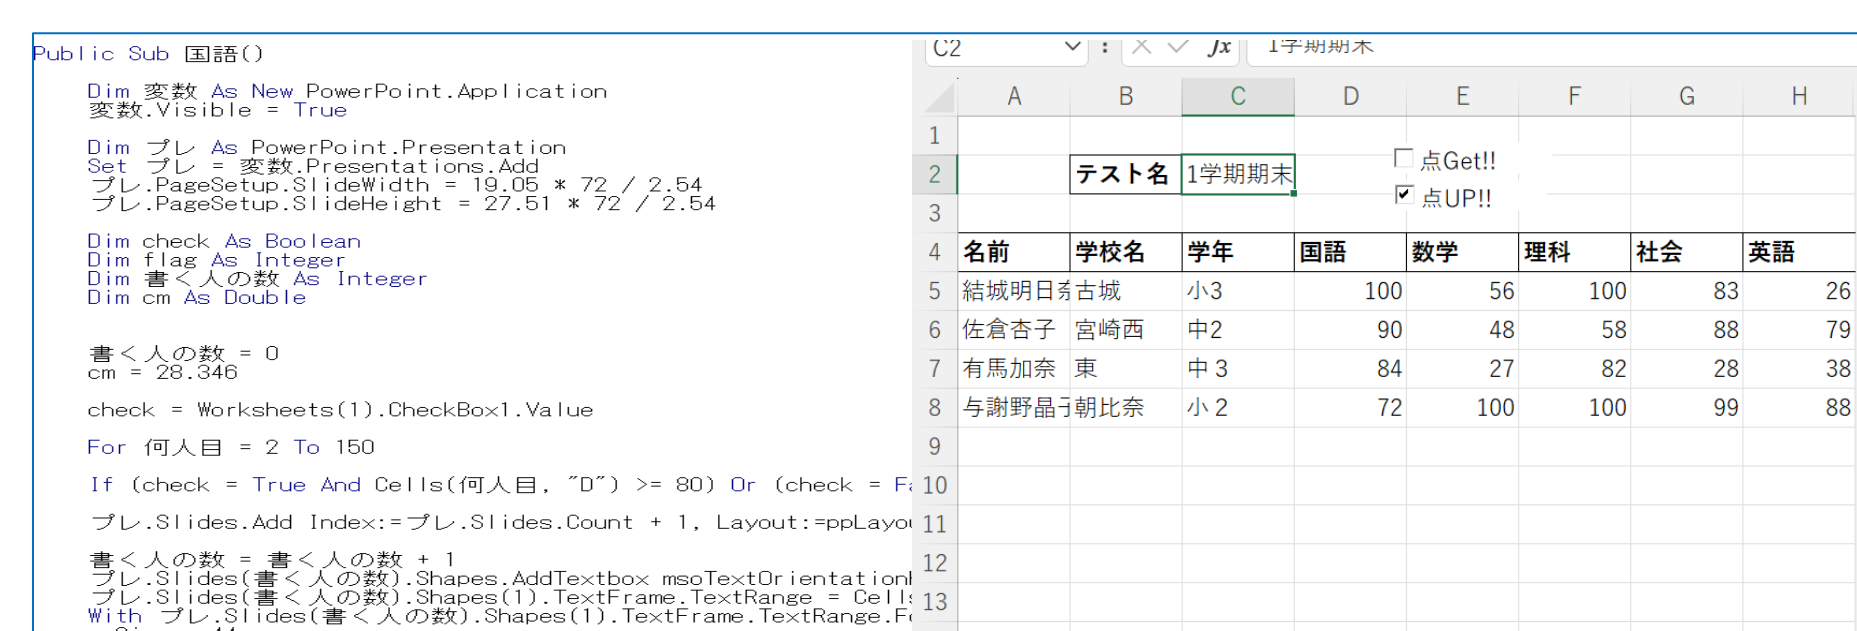 Public Sub 国語()
Dim 変数 As New PowerPoint.Application
変数.Visible = True
Dim プレ As PowerPoint.Presentation
Set プレ = 変数.Presentations.Add
プレ.PageSetup.SlideWidth = 19.05 * 72 / 2.54
プレ.PageSetup.SlideHeight = 27.51 * 72 / 2.54
Dim check As Boolean
Dim flag As Integer
Dim 書く人の数 As Integer
Dim cm As Double
書く人の数 = 0
cm = 28.346
check = Worksheets(1).CheckBox1.Value
For 何人目 = 2 To 150
If (check = True And Cells(何人目, "D") >= 80) Or (check =
プレ.Slides.Add Index:=プレ.Slides.Count + 1,
書く人の数 = 書く人の数 + 1
プレ.Slides(書く人の数).Shapes.AddTextbox
プレ.Slides(書く人の数).Shapes(1).TextFrame.TextRange =
With プレ.Slides(書く人の数).Shapes(1).TextFrame.TextRange.
C2 fx 1学期期末
A B C D E F G H
1
2 テスト名 1学期期末 点Get!!
点UP!!
3
4 名前 学校名 学年 国語 数学 理科 社会 英語
5 結城明日 古城 小3 100 56 100 83 26
6 佐倉杏子 宮崎西 中2 90 48 58 88 79
7 有馬加奈 東 中３ 84 27 82 28 38
8 与謝野晶 朝比奈 小２ 72 100 100 99 88
9
10
11
12
13